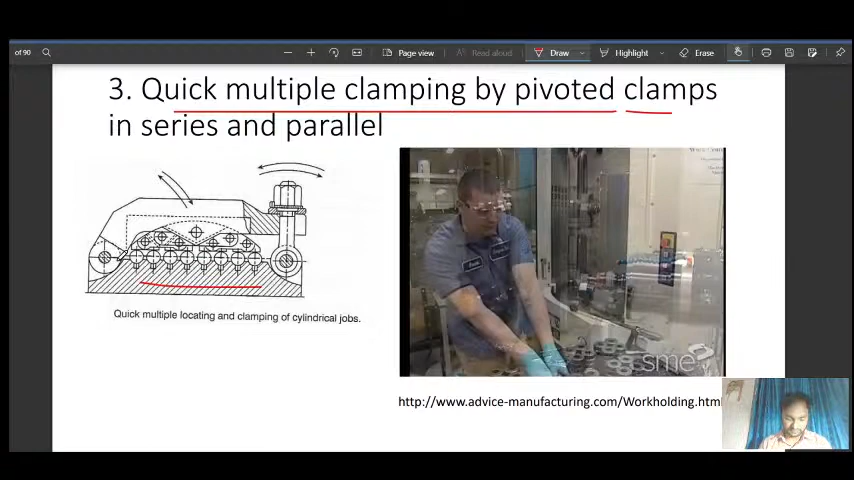 of 90
Page view
Read aloud
Draw
Highlight
Erase
3. Quick multiple clamping by pivoted clamps
in series and parallel
Quick multiple locating and clamping of cylindrical jobs.
sme
http://www.advice-manufacturing.com/Workholding.html